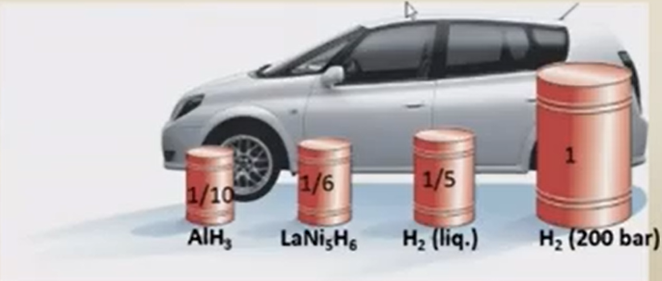 1/10 1/6 1/5 1
AlH₃ LaNi₅H₆ H₂ (liq.) H₂ (200 bar)